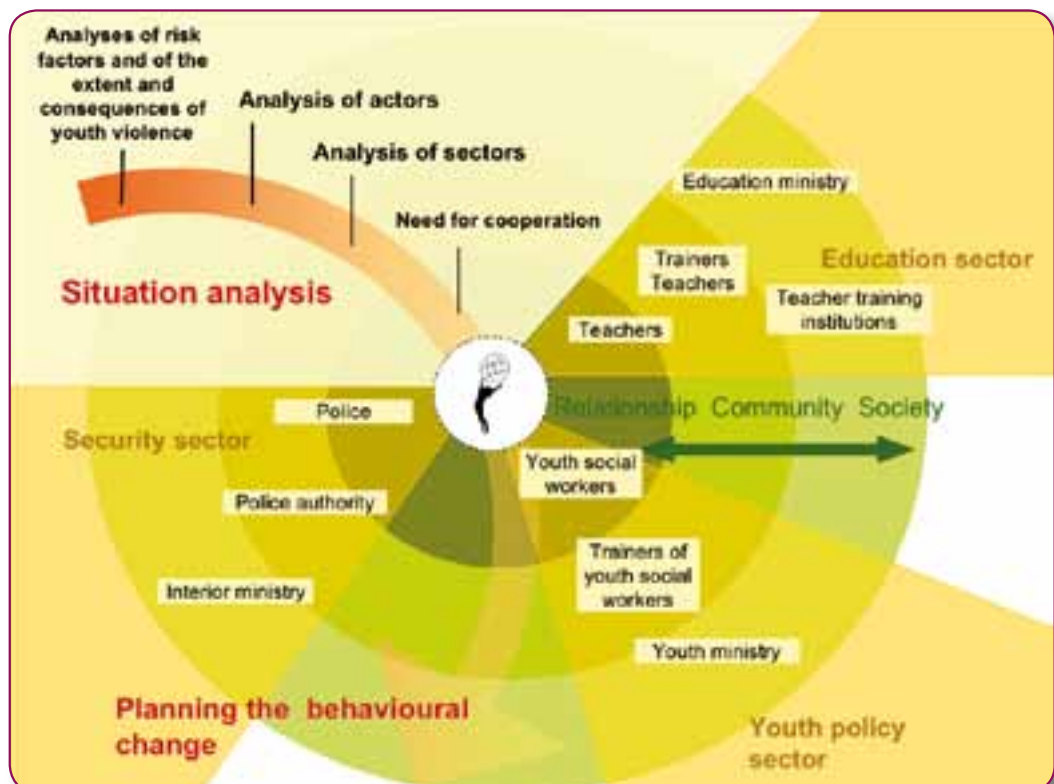 Analyses of risk
factors and of the
extent and
consequences of
youth violence
Analysis of actors
Analysis of sectors
Need for cooperation
Situation analysis
Education ministry
Education sector
Trainers
Teachers
Teacher training
institutions
Teachers
Relationship Community Society
Police
Security sector
Youth social
workers
Police authority
Trainers of
youth social
workers
Interior ministry
Youth ministry
Planning the behavioural
change
Youth policy
sector